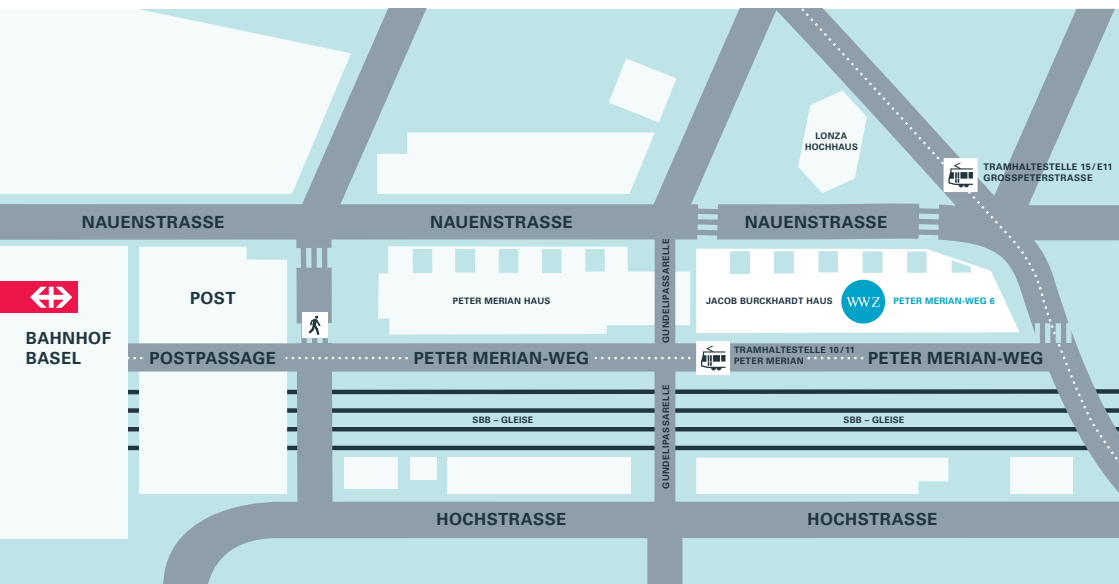 LONZA
HOCHHAUS
TRAMHALTESTELLE 15/E11
GROSSPETERSTRASSE
NAUENSTRASSE
NAUENSTRASSE
NAUENSTRASSE
POST
PETER MERIAN HAUS
GUNDELIPASSARELLE
JACOB BURCKHARDT HAUS
WWZ
PETER MERIAN-WEG 6
BAHNHOF
BASEL
POSTPASSAGE
PETER MERIAN-WEG
TRAMHALTESTELLE 10/11
PETER MERIAN
PETER MERIAN-WEG
SBB – GLEISE
GUNDELIPASSARELLE
SBB – GLEISE
HOCHSTRASSE
HOCHSTRASSE